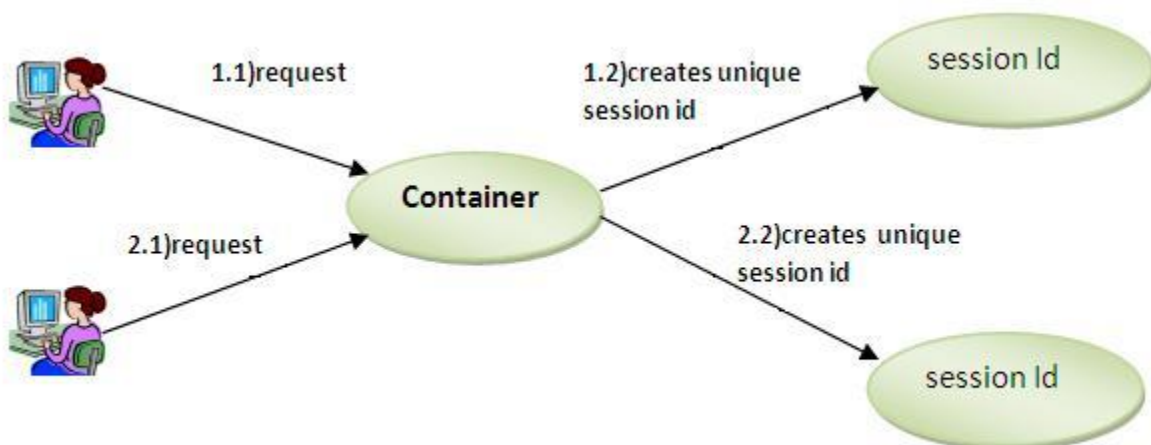 1.1)request
1.2)creates unique
session id
session Id
Container
2.1)request
2.2)creates unique
session id
session Id